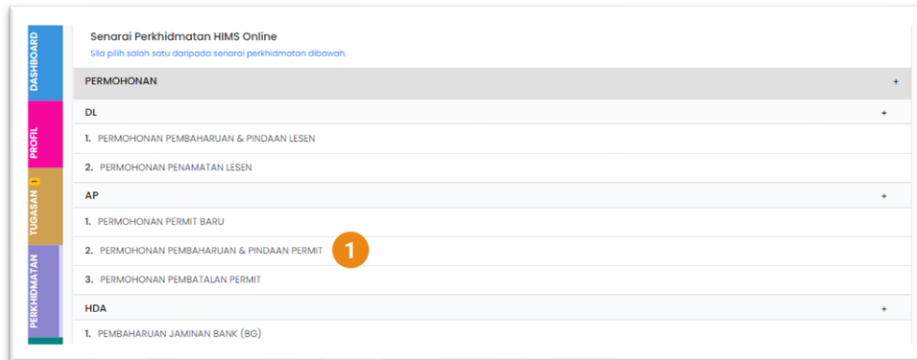 Senarai Perkhidmatan HIMS Online
Sila pilih salah satu daripada senarai perkhidmatan dibawah.
PERMOHONAN +
DL +
1. PERMOHONAN PEMBAHARUAN & PINDAAN LESEN
2. PERMOHONAN PENAMATAN LESEN
AP +
1. PERMOHONAN PERMIT BARU
2. PERMOHONAN PEMBAHARUAN & PINDAAN PERMIT 1
3. PERMOHONAN PEMBATALAN PERMIT
HDA +
1. PEMBAHARUAN JAMINAN BANK (BG)
DASHBOARD
PROFIL
TUGASAN 1
PERKHIDMATAN